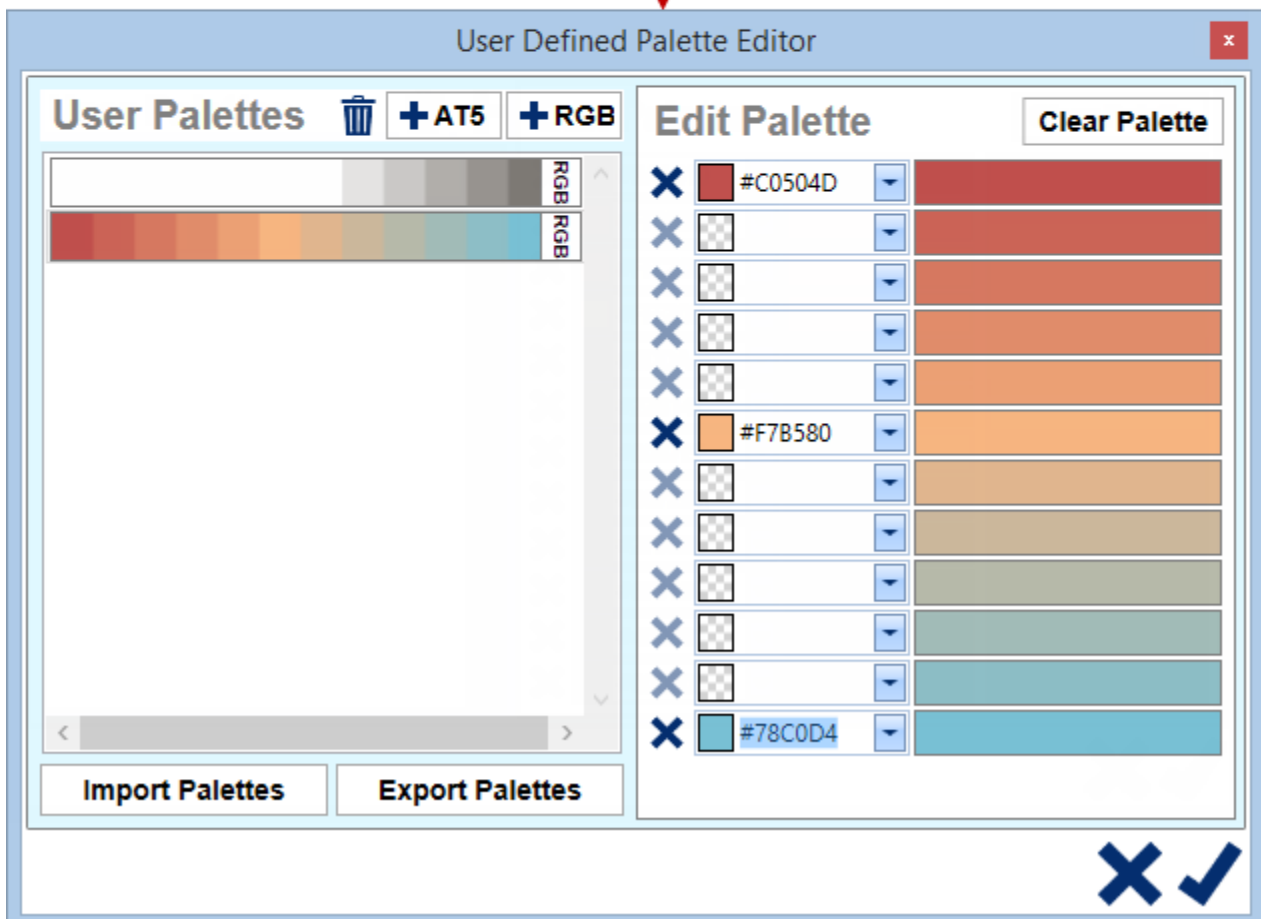 User Defined Palette Editor
x
User Palettes
+AT5
+RGB
RGB
RGB
Import Palettes
Export Palettes
Edit Palette
Clear Palette
#C0504D
#F7B580
#78C0D4